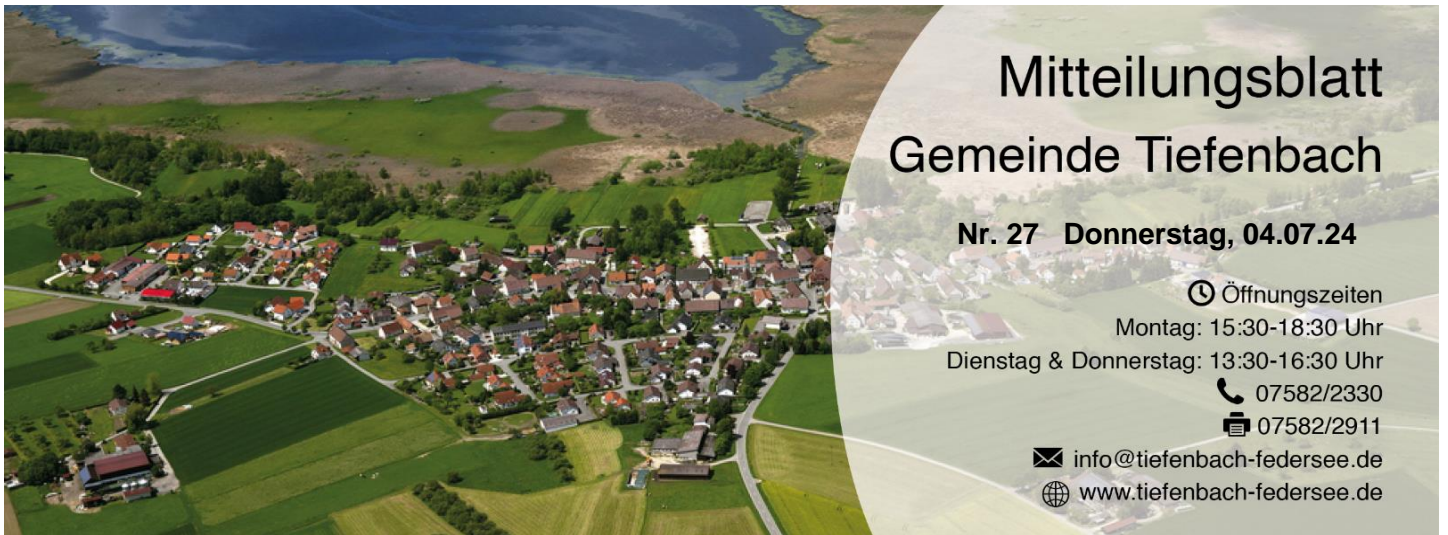 Mitteilungsblatt
Gemeinde Tiefenbach
Nr. 27 Donnerstag, 04.07.24
Öffnungszeiten
Montag: 15:30-18:30 Uhr
Dienstag & Donnerstag: 13:30-16:30 Uhr
07582/2330
07582/2911
info@tiefenbach-federsee.de
www.tiefenbach-federsee.de